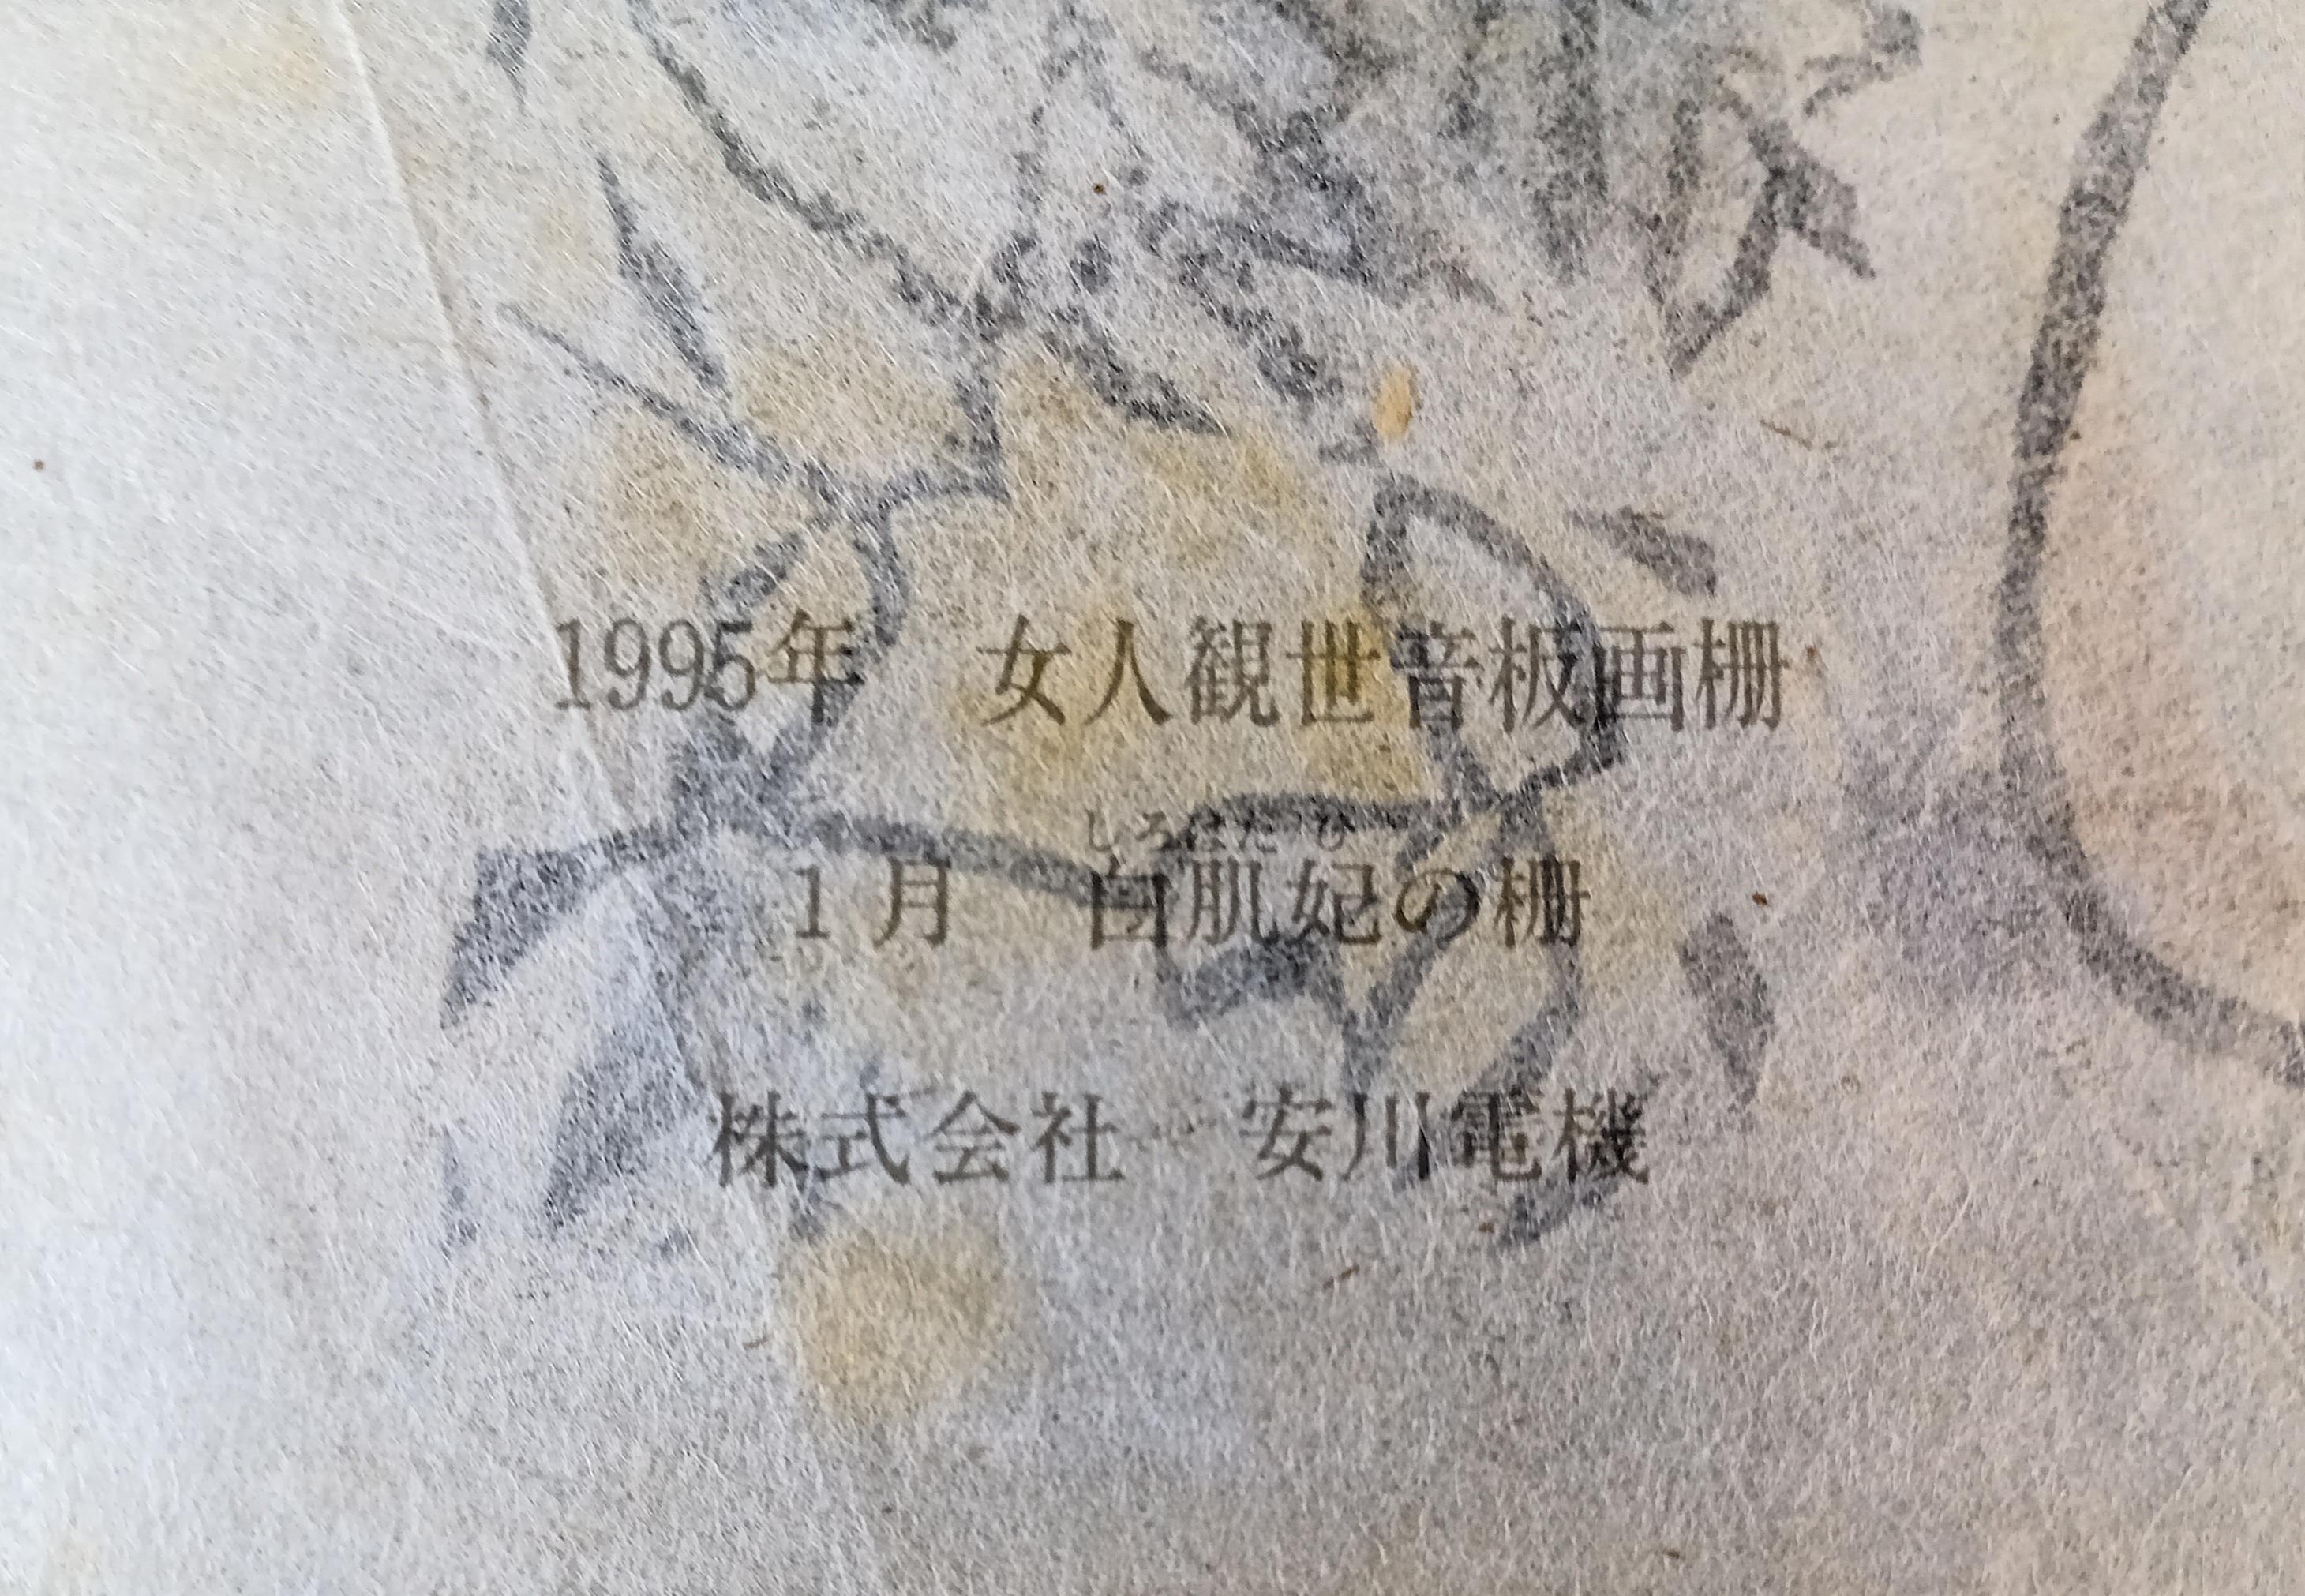 1995年　女人観世音板画柵
しろはだ ひ
1月　白肌妃の柵
株式会社　安川電機